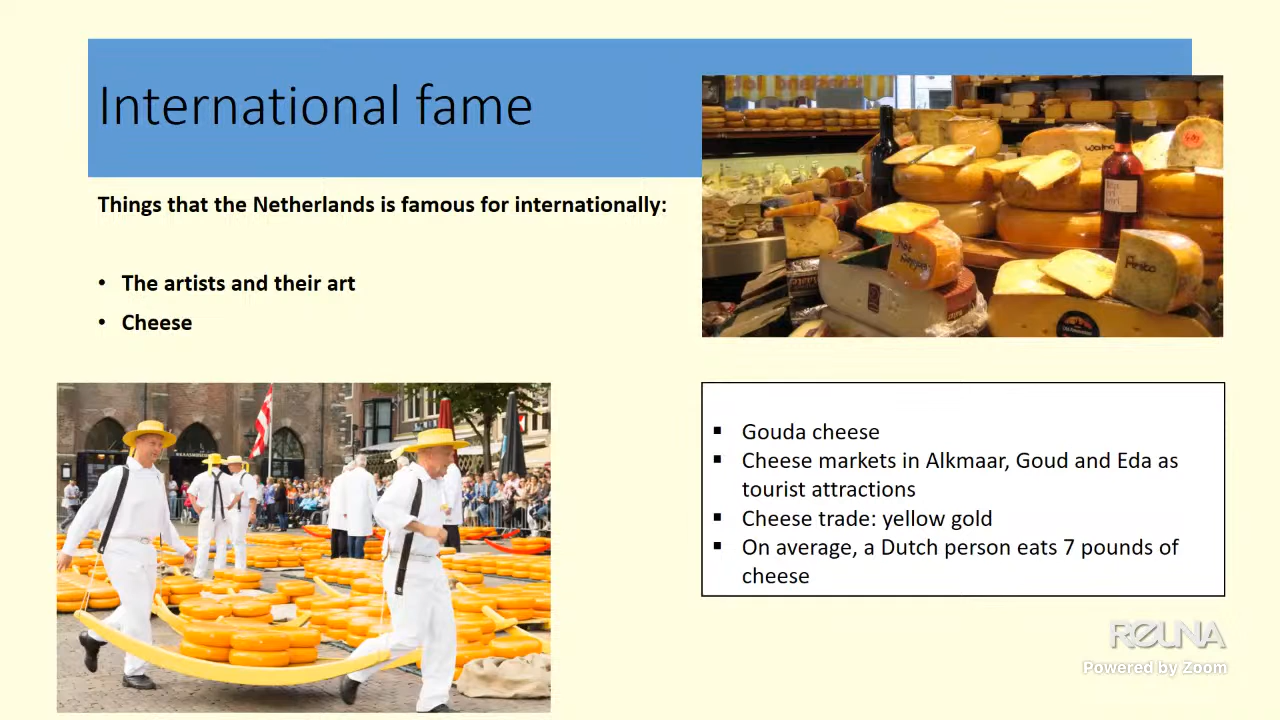 International fame
Things that the Netherlands is famous for internationally:
• The artists and their art
• Cheese
▪ Gouda cheese
▪ Cheese markets in Alkmaar, Goud and Eda as
tourist attractions
▪ Cheese trade: yellow gold
▪ On average, a Dutch person eats 7 pounds of
cheese
REUNA
Powered by Zoom